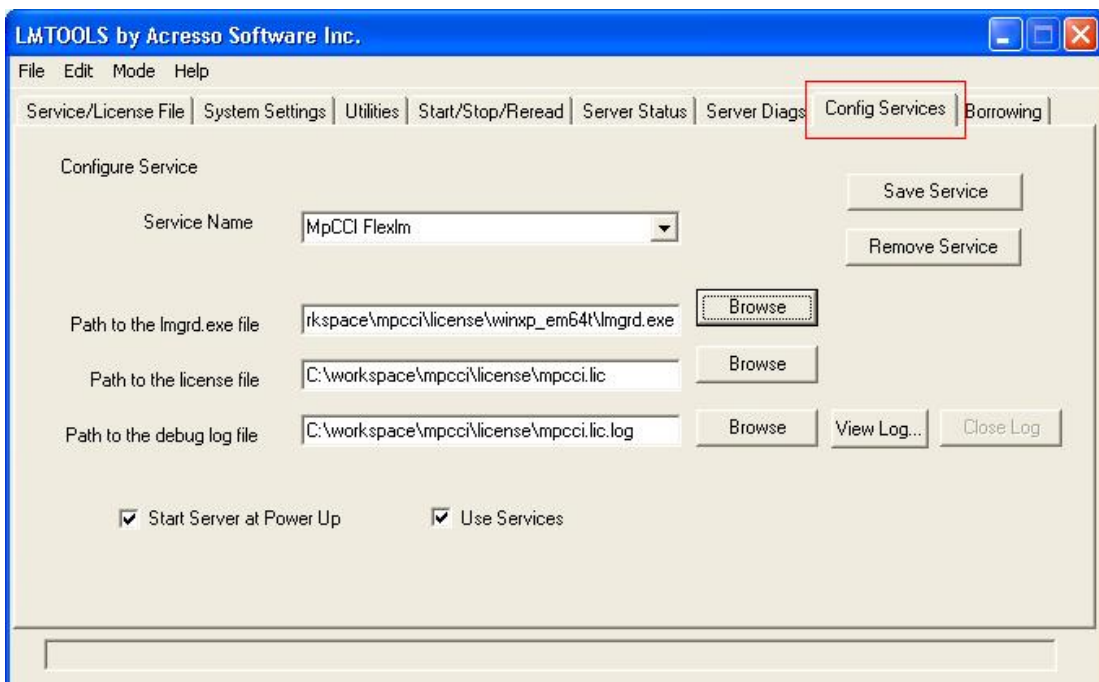 LMTOOLS by Acresso Software Inc.
File Edit Mode Help
Service/License File System Settings Utilities Start/Stop/Reread Server Status Server Diags Config Services Borrowing
Configure Service
Save Service
Service Name MpCCI Flexlm
Remove Service
Path to the lmgrd.exe file rkspace\mpcci\license\winxp_em64t\lmgrd.exe Browse
Path to the license file C:\workspace\mpcci\license\mpcci.lic Browse
Path to the debug log file C:\workspace\mpcci\license\mpcci.lic.log Browse View Log... Close Log
Start Server at Power Up Use Services